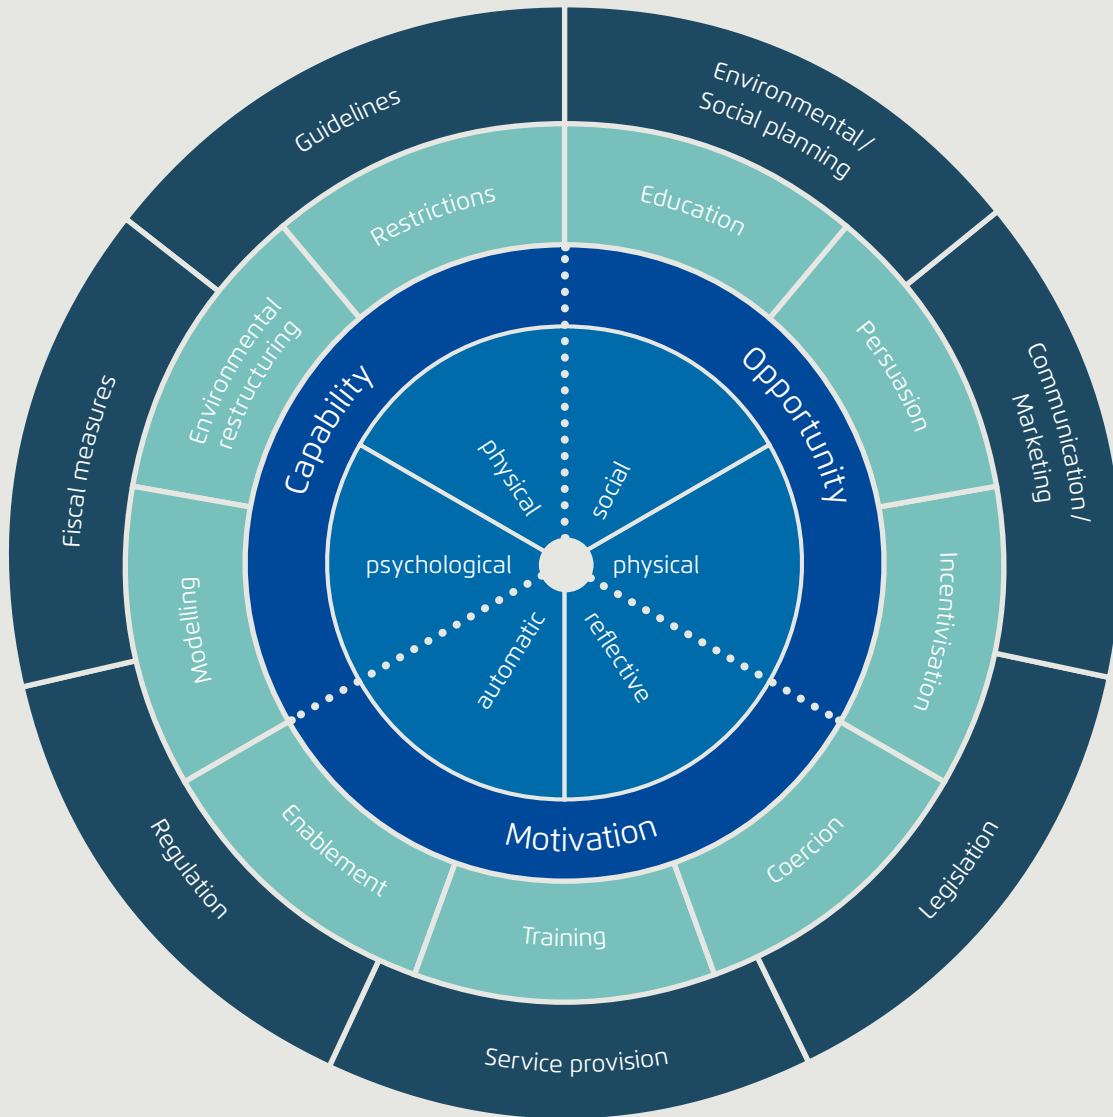 Guidelines
Environmental/
Social planning
Communication/
Marketing
Legislation
Service provision
Regulation
Fiscal measures
Restrictions
Education
Persuasion
Incentivisation
Coercion
Training
Enablement
Modelling
Environmental
restructuring
Capability
Opportunity
Motivation
physical
social
physical
reflective
automatic
psychological